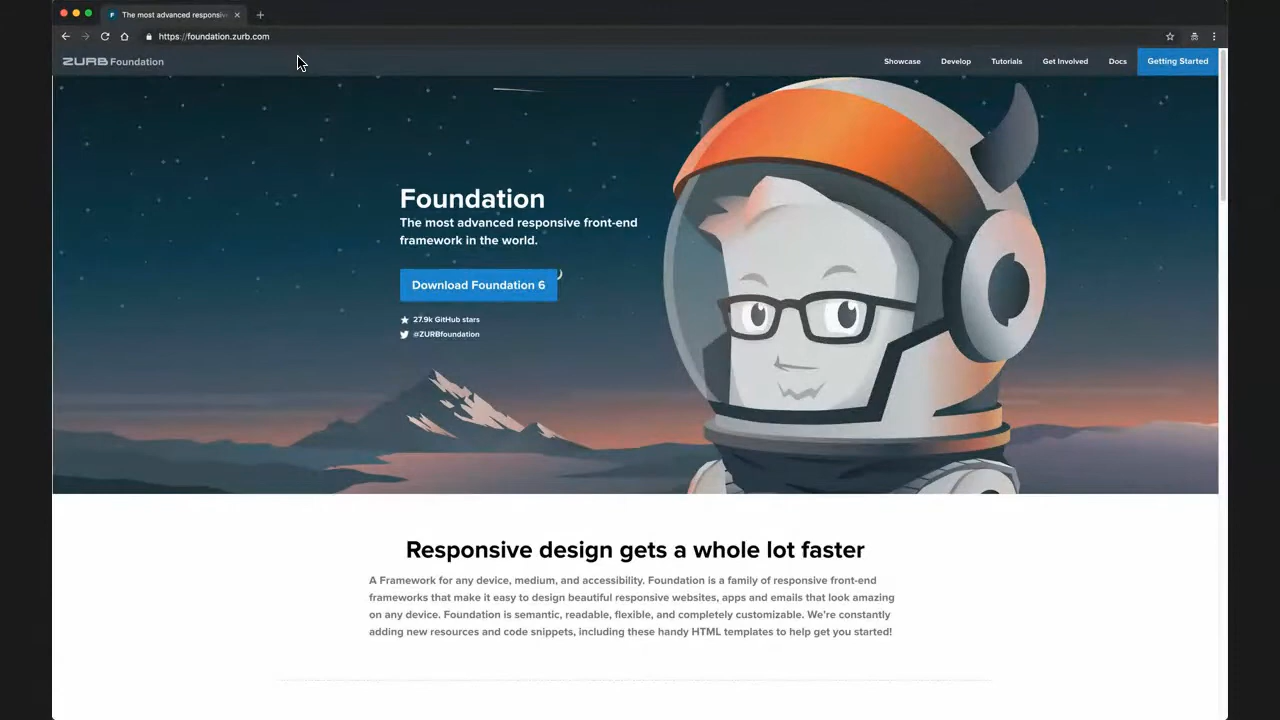 The most advanced responsiv
https://foundation.zurb.com
ZURB Foundation
Showcase
Develop
Tutorials
Get Involved
Docs
Getting Started
Foundation
The most advanced responsive front-end
framework in the world.
Download Foundation 6
27.9k GitHub stars
@ZURBfoundation
Responsive design gets a whole lot faster
A Framework for any device, medium, and accessibility. Foundation is a family of responsive front-end
frameworks that make it easy to design beautiful responsive websites, apps and emails that look amazing
on any device. Foundation is semantic, readable, flexible, and completely customizable. We're constantly
adding new resources and code snippets, including these handy HTML templates to help get you started!